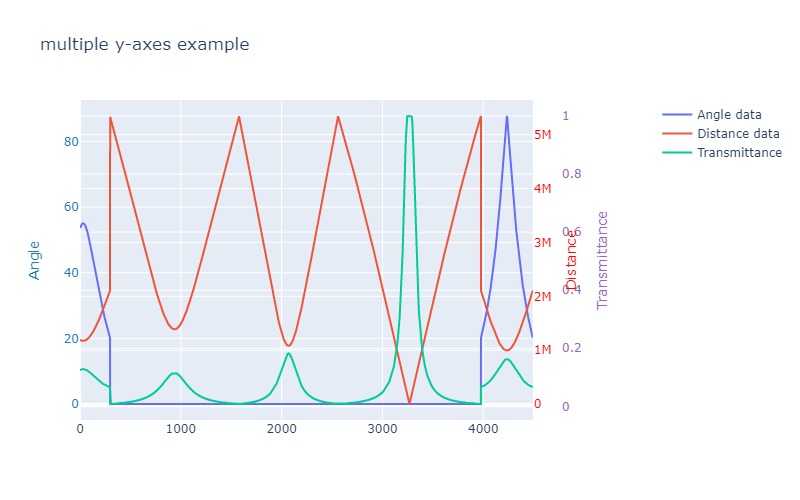 multiple y-axes example
Angle data
Distance data
Transmittance
80
60
40
20
0
Angle
5M
4M
3M
2M
1M
0
Distance
1
0.8
0.6
0.4
0.2
0
Transmittance
0 1000 2000 3000 4000